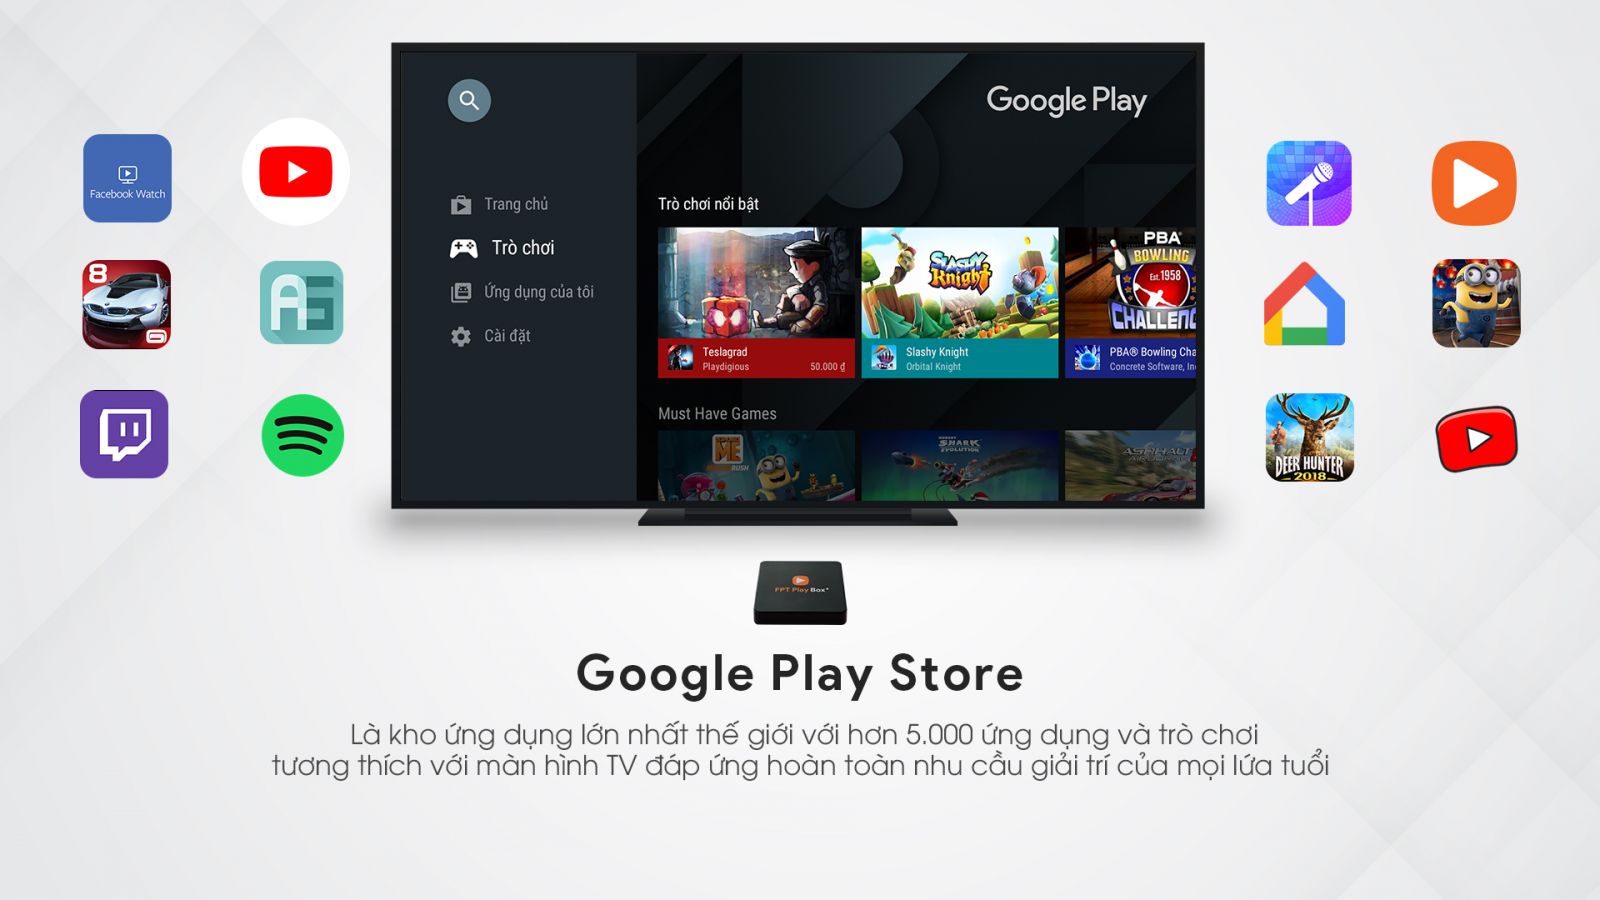 Google Play
Facebook Watch
Trang chủ
Trò chơi
Ứng dụng của tôi
Cài đặt
Trò chơi nổi bật
SLASHY
Knight
PBA
BOWLING
Est. 1958
CHALLENG
Teslagrad
Playdigious
50.000 ₫
Slashy Knight
Orbital Knight
PBA® Bowling Cha
Concrete Software, In
Must Have Games
ME
RUSH
HUNGRY
SHARK
EVOLUTION
ASPHALT
8
AG
DEER HUNTER
2018
FPT Play Box+
Google Play Store
Là kho ứng dụng lớn nhất thế giới với hơn 5.000 ứng dụng và trò chơi
tương thích với màn hình TV đáp ứng hoàn toàn nhu cầu giải trí của mọi lứa tuổi